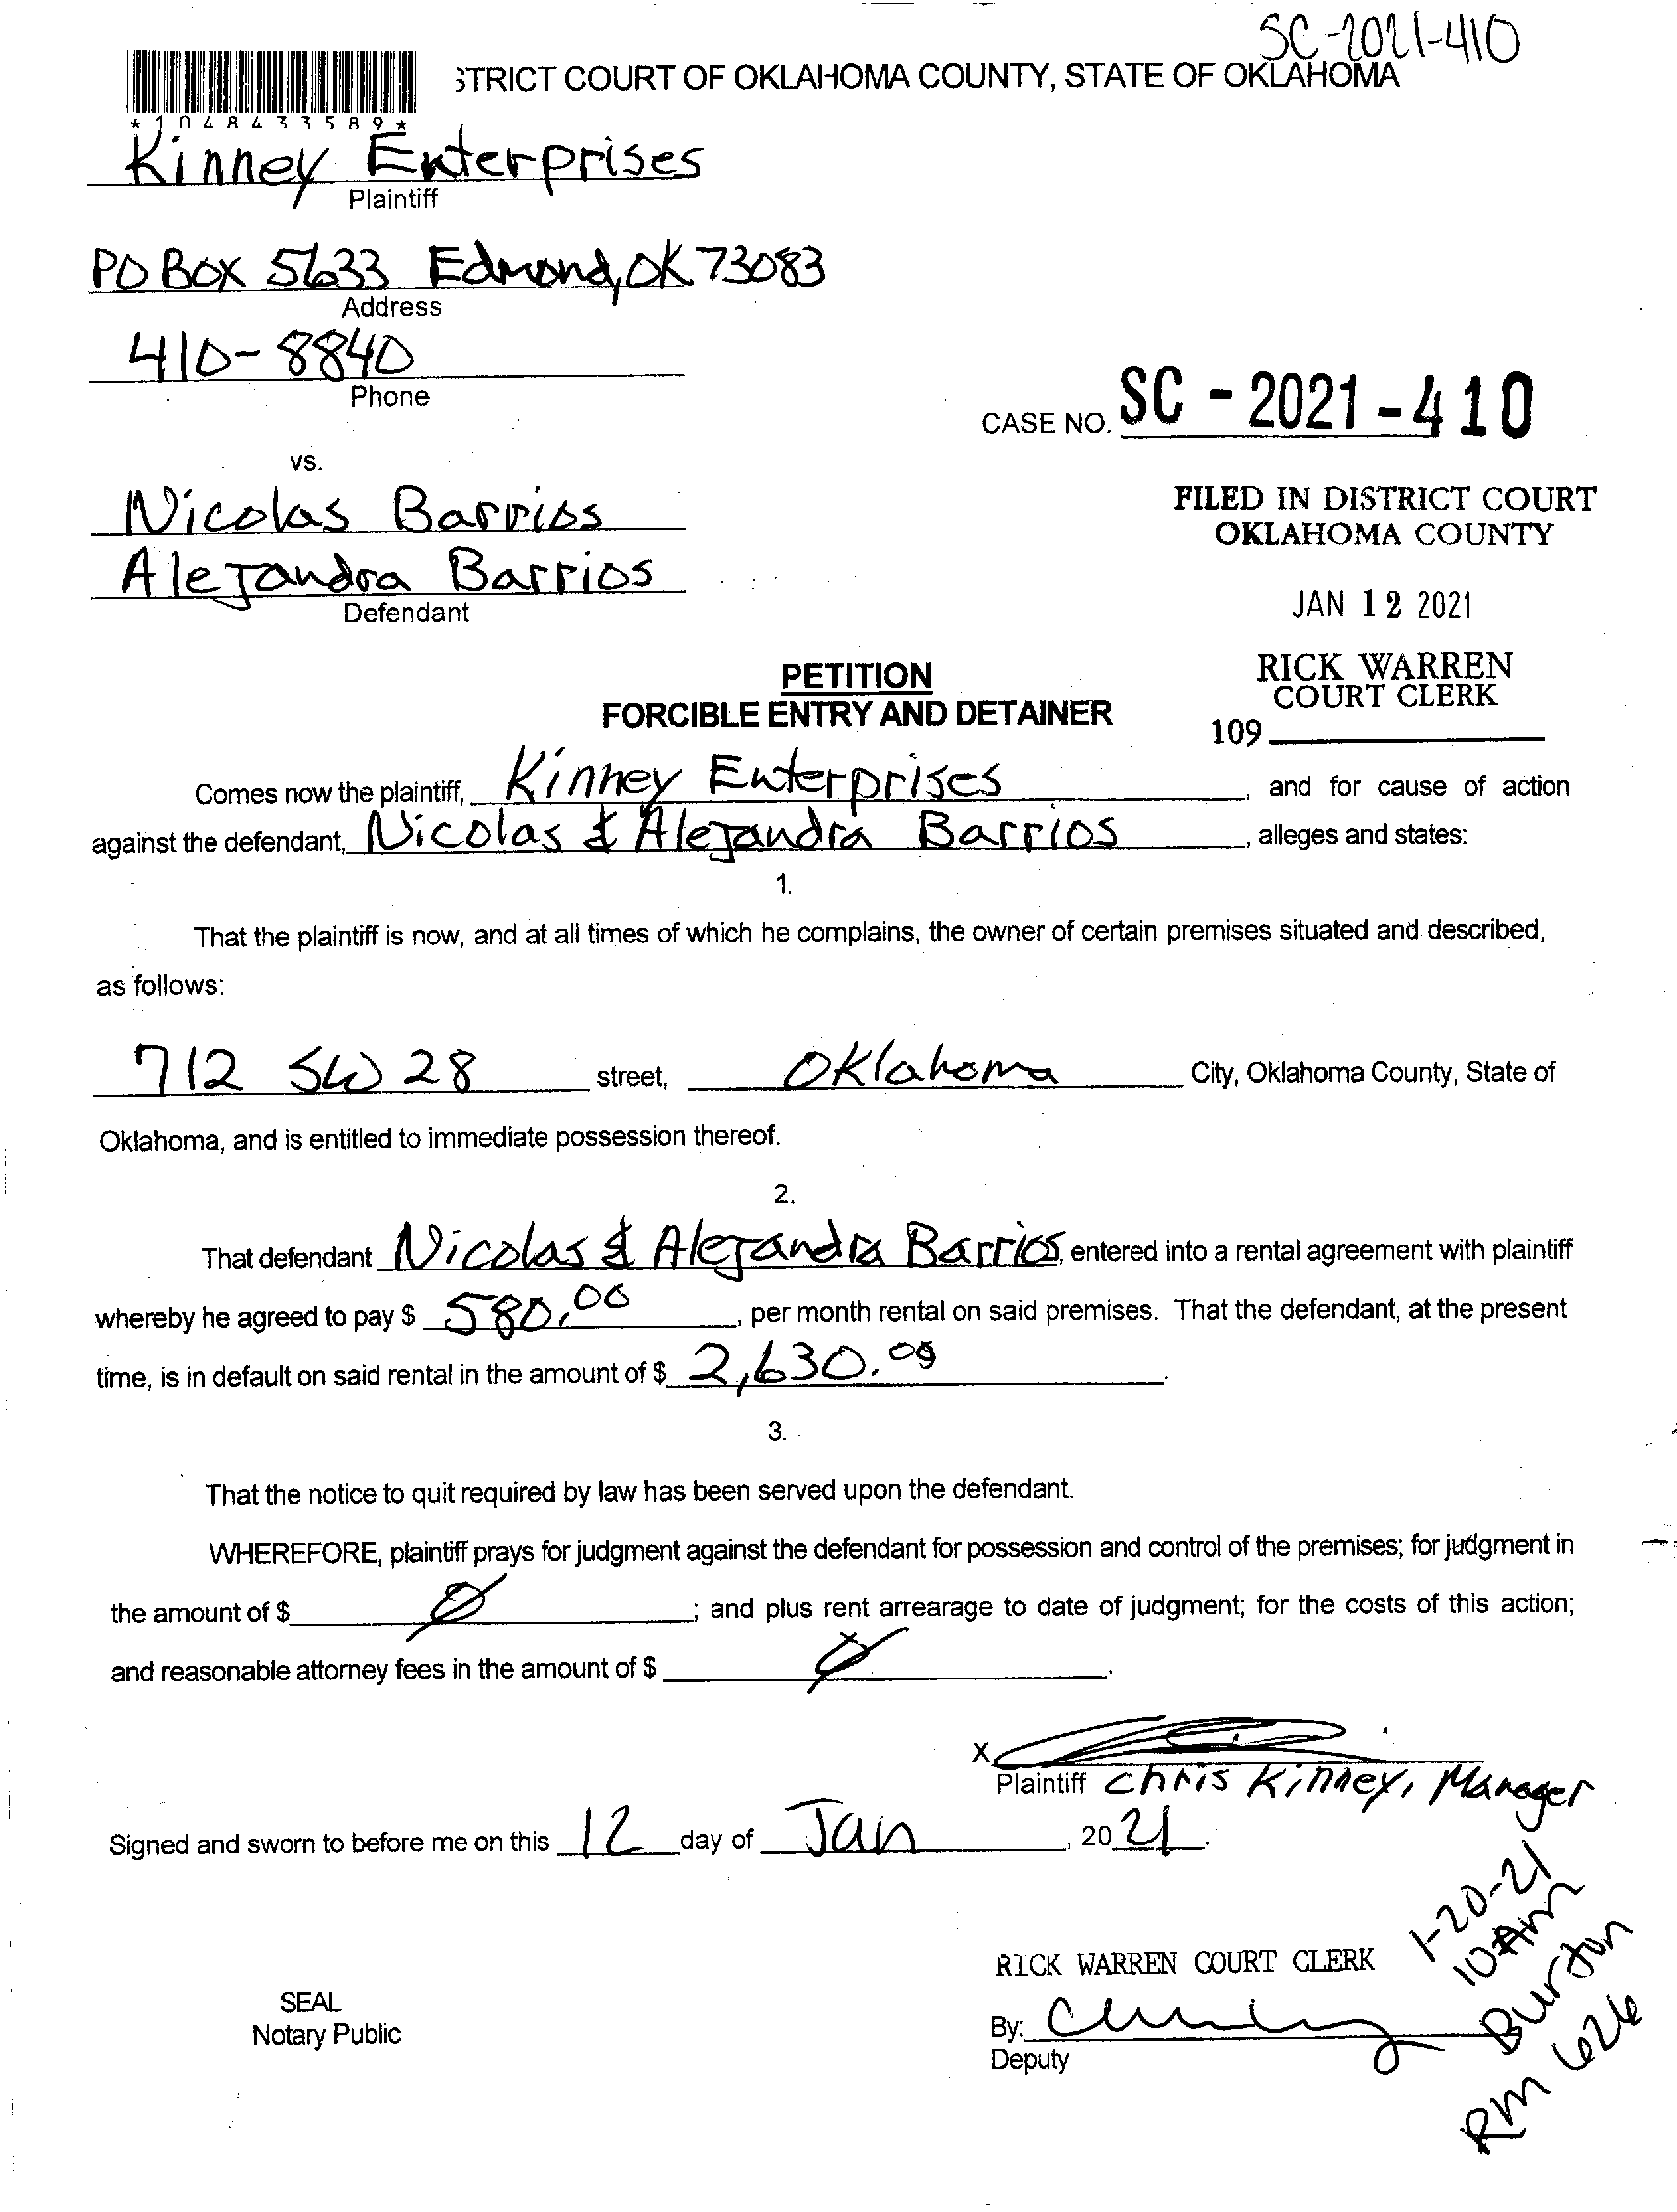 SC-2021-410
STRICT COURT OF OKLAHOMA COUNTY, STATE OF OKLAHOMA
*1048433589*
Kinney Enterprises
Plaintiff
PO BOX 5633 Edmond, OK 73083
Address
410-8840
Phone
CASE NO. SC - 2021 - 410
vs.
Nicolas Barrios
Alejandra Barrios
Defendant
FILED IN DISTRICT COURT
OKLAHOMA COUNTY
JAN 12 2021
RICK WARREN
COURT CLERK
109
PETITION
FORCIBLE ENTRY AND DETAINER
Comes now the plaintiff, Kinney Enterprises, and for cause of action
against the defendant, Nicolas & Alejandra Barrios, alleges and states:
1.
That the plaintiff is now, and at all times of which he complains, the owner of certain premises situated and described,
as follows:
712 SW 28 street, Oklahoma City, Oklahoma County, State of
Oklahoma, and is entitled to immediate possession thereof.
2.
That defendant Nicolas & Alejandra Barrios, entered into a rental agreement with plaintiff
whereby he agreed to pay $ 580.00, per month rental on said premises. That the defendant, at the present
time, is in default on said rental in the amount of $ 2,630.00.
3.
That the notice to quit required by law has been served upon the defendant.
WHEREFORE, plaintiff prays for judgment against the defendant for possession and control of the premises; for judgment in
the amount of $ Ø; and plus rent arrearage to date of judgment; for the costs of this action;
and reasonable attorney fees in the amount of $ Ø.
X
Plaintiff Chris Kinney, Manager
Signed and sworn to before me on this 12 day of Jan, 2021.
1-20-21
10AM
Burton
RM 626
RICK WARREN COURT CLERK
SEAL
Notary Public
By:
Deputy